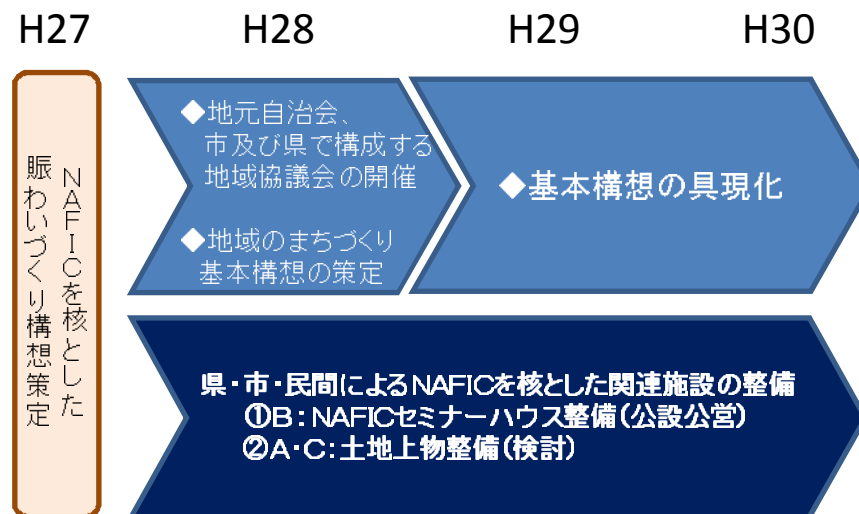 H27 H28 H29 H30
NAFICを核とした
賑わいづくり構想策定
◆地元自治会、
市及び県で構成する
地域協議会の開催
◆地域のまちづくり
基本構想の策定
◆基本構想の具現化
県・市・民間によるNAFICを核とした関連施設の整備
①B:NAFICセミナーハウス整備(公設公営)
②A・C:土地上物整備(検討)